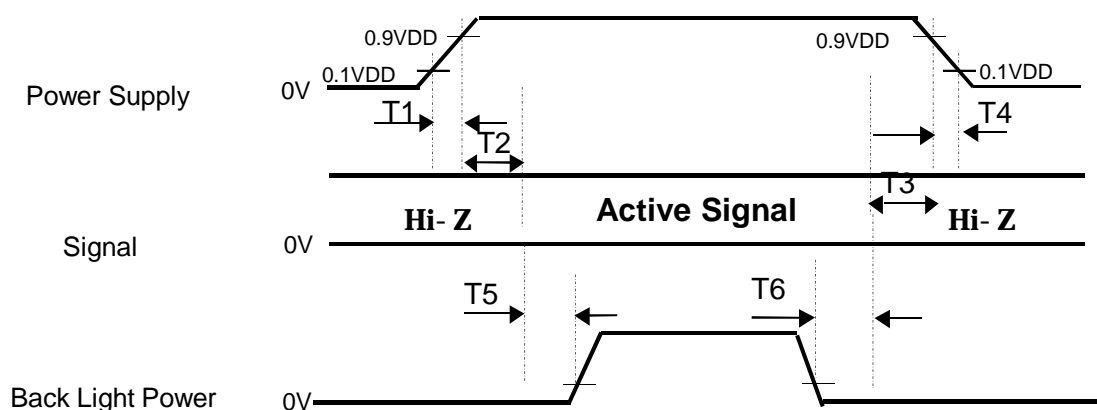 0.9VDD
0.9VDD
0.1VDD
0.1VDD
Power Supply
0V
T1
T4
T2
T3
Active Signal
Hi- Z
Hi- Z
Signal
0V
T5
T6
Back Light Power
0V